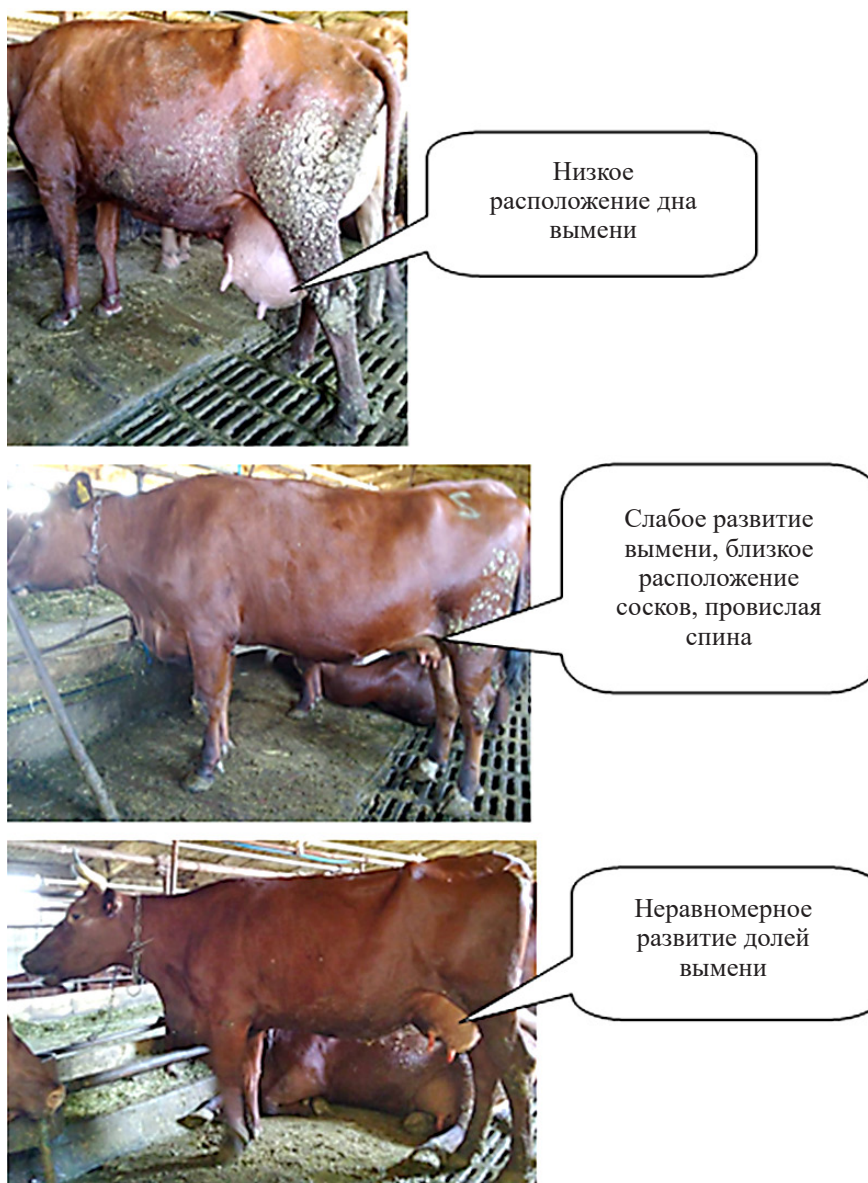 Низкое
расположение дна
вымени
Слабое развитие
вымени, близкое
расположение
сосков, провислая
спина
Неравномерное
развитие долей
вымени